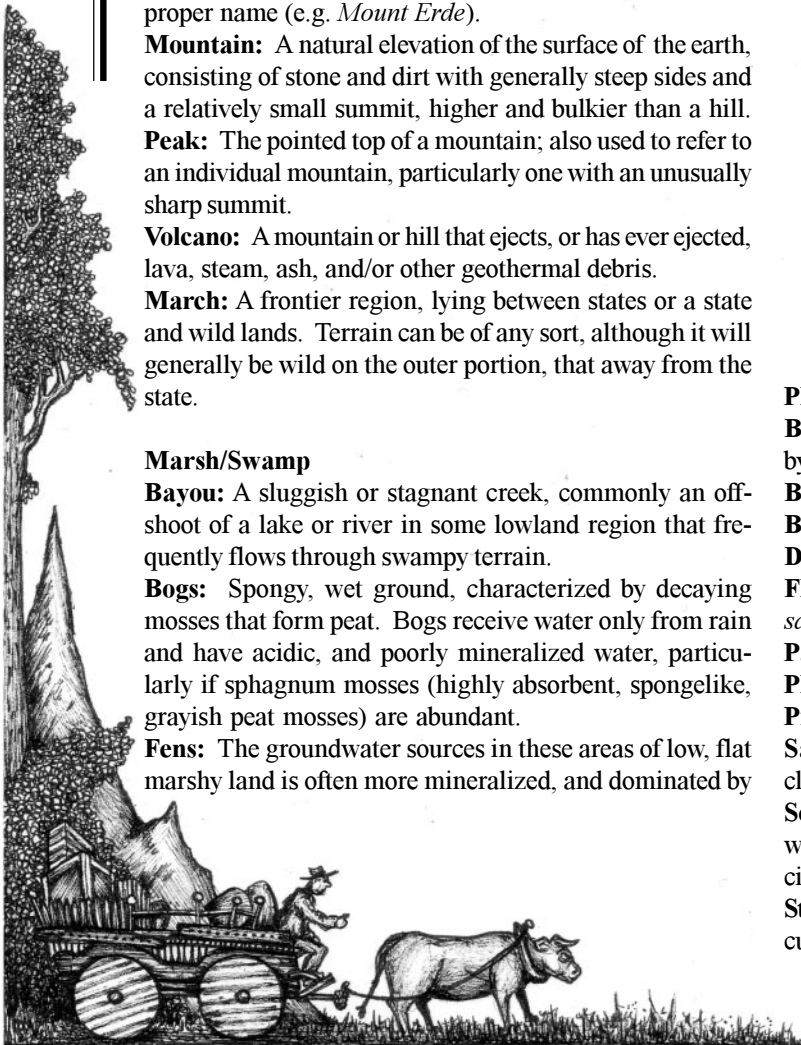 proper name (e.g. Mount Erde).
Mountain: A natural elevation of the surface of the earth,
consisting of stone and dirt with generally steep sides and
a relatively small summit, higher and bulkier than a hill.
Peak: The pointed top of a mountain; also used to refer to
an individual mountain, particularly one with an unusually
sharp summit.
Volcano: A mountain or hill that ejects, or has ever ejected,
lava, steam, ash, and/or other geothermal debris.
March: A frontier region, lying between states or a state
and wild lands. Terrain can be of any sort, although it will
generally be wild on the outer portion, that away from the
state.
Marsh/Swamp
Bayou: A sluggish or stagnant creek, commonly an off-
shoot of a lake or river in some lowland region that fre-
quently flows through swampy terrain.
Bogs: Spongy, wet ground, characterized by decaying
mosses that form peat. Bogs receive water only from rain
and have acidic, and poorly mineralized water, particu-
larly if sphagnum mosses (highly absorbent, spongelike,
grayish peat mosses) are abundant.
Fens: The groundwater sources in these areas of low, flat
marshy land is often more mineralized, and dominated by